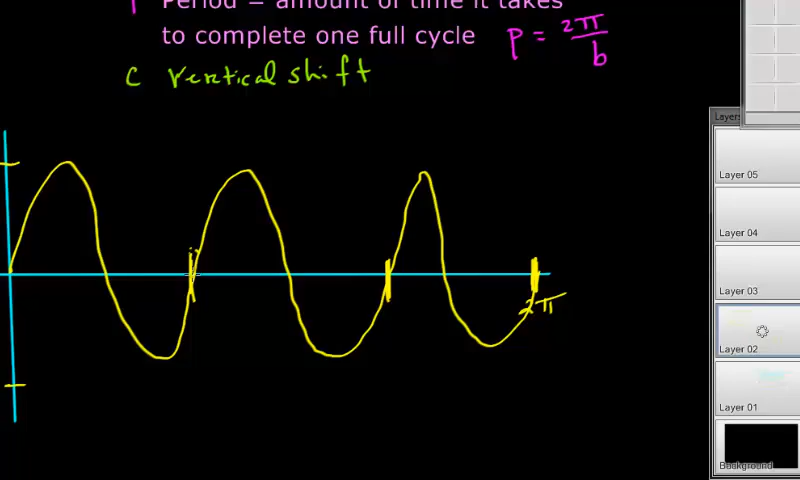 Period = amount of time it takes
to complete one full cycle P = 2π/b
c vertical shift
2π
Layers
Layer 05
Layer 04
Layer 03
Layer 02
Layer 01
Background